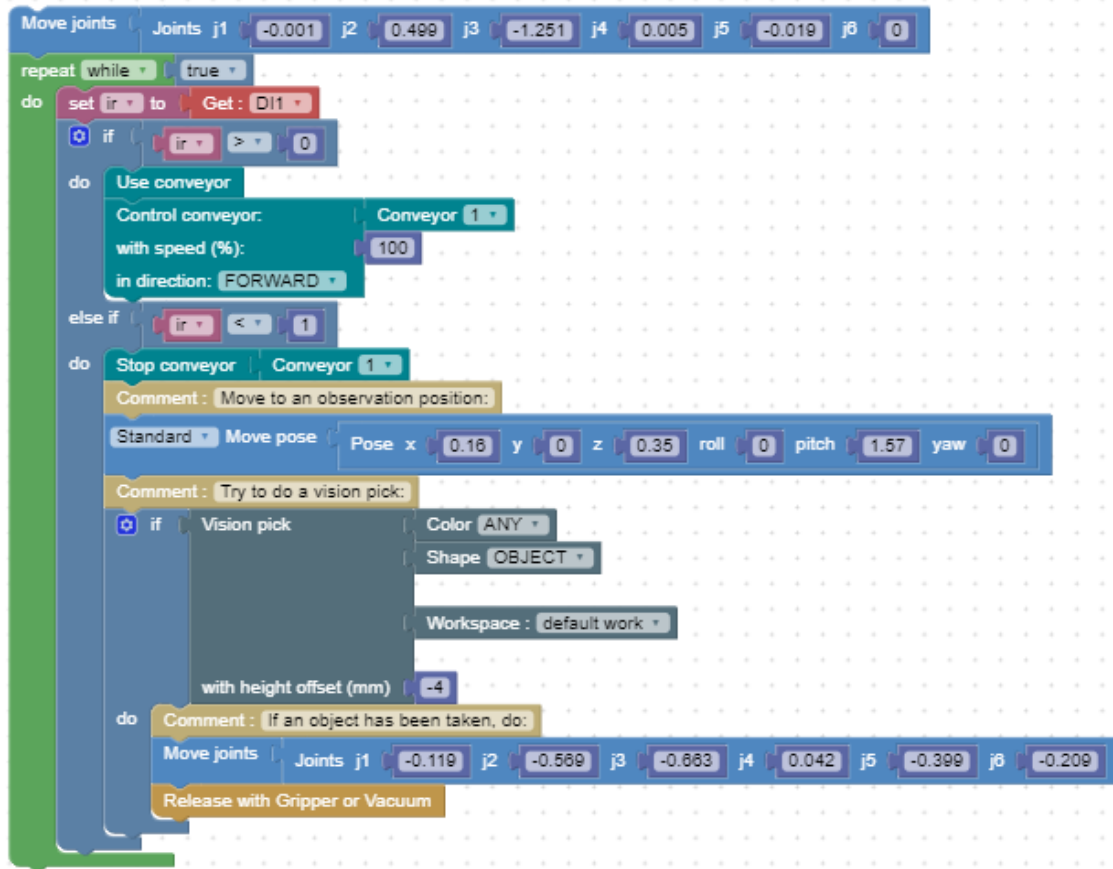 Move joints Joints j1 -0.001 j2 0.499 j3 -1.251 j4 0.005 j5 -0.019 j6 0
repeat while true
do set ir to Get : DI1
if ir > 0
do Use conveyor
Control conveyor: Conveyor 1
with speed (%): 100
in direction: FORWARD
else if ir < 1
do Stop conveyor Conveyor 1
Comment : Move to an observation position:
Standard Move pose Pose x 0.16 y 0 z 0.35 roll 0 pitch 1.57 yaw 0
Comment : Try to do a vision pick:
if Vision pick Color ANY
Shape OBJECT
Workspace : default work
with height offset (mm) -4
do Comment : If an object has been taken, do:
Move joints Joints j1 -0.119 j2 -0.569 j3 -0.663 j4 0.042 j5 -0.399 j6 -0.209
Release with Gripper or Vacuum